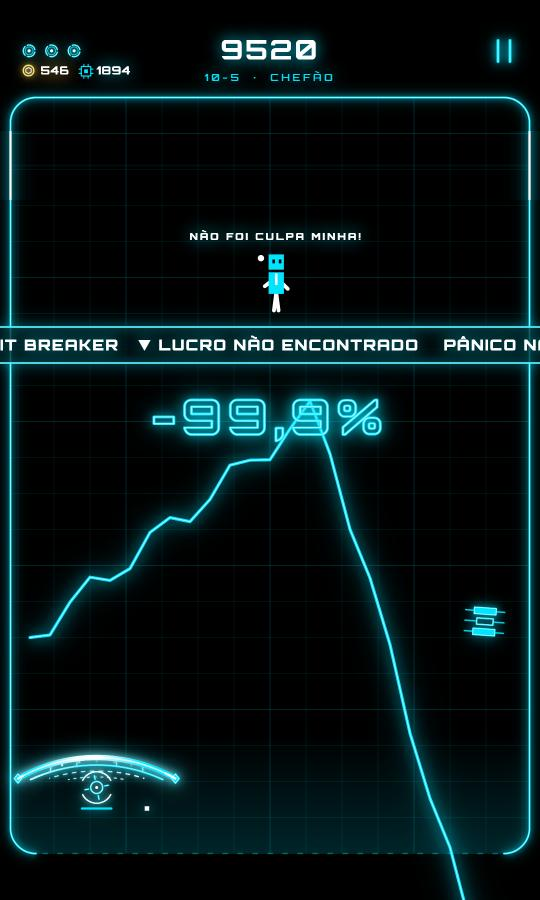 9520
546 1894
10-5 · CHEFÃO
NÃO FOI CULPA MINHA!
IT BREAKER ▼ LUCRO NÃO ENCONTRADO PÂNICO N
-99,9%